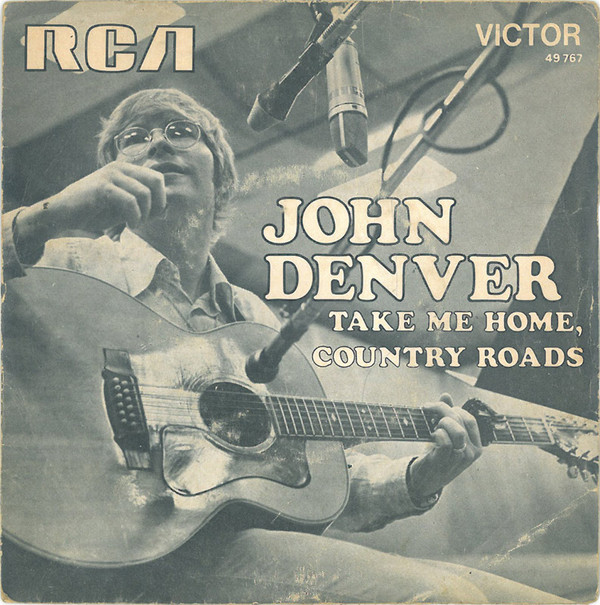 RCA
VICTOR
49 767
JOHN
DENVER
TAKE ME HOME,
COUNTRY ROADS